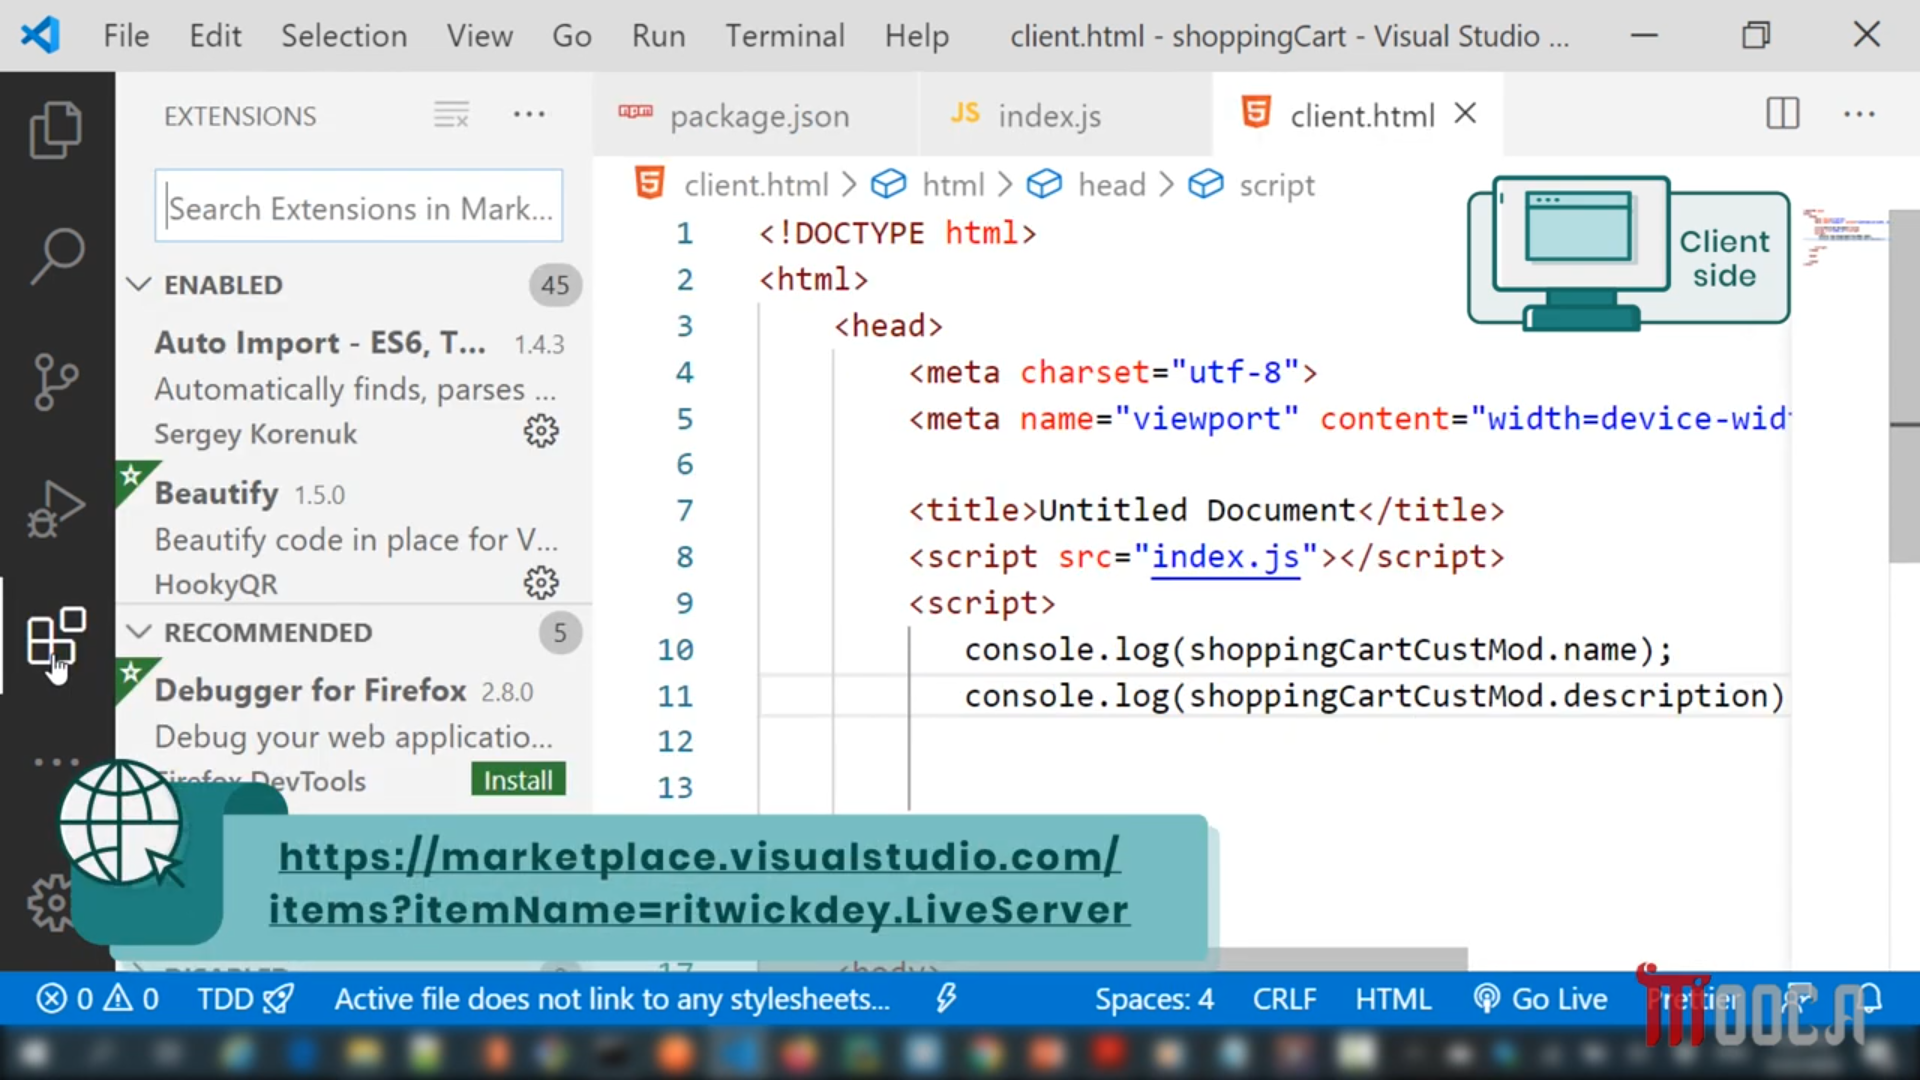 File Edit Selection View Go Run Terminal Help client.html - shoppingCart - Visual Studio ...
EXTENSIONS
package.json
JS index.js
client.html
Search Extensions in Mark...
client.html > html > head > script
Client
side
ENABLED 45
Auto Import - ES6, T... 1.4.3
Automatically finds, parses ...
Sergey Korenuk
Beautify 1.5.0
Beautify code in place for V...
HookyQR
RECOMMENDED 5
Debugger for Firefox 2.8.0
Debug your web applicatio...
Firefox DevTools Install
1 <!DOCTYPE html>
2 <html>
3 <head>
4 <meta charset="utf-8">
5 <meta name="viewport" content="width=device-wid
6
7 <title>Untitled Document</title>
8 <script src="index.js"></script>
9 <script>
10 console.log(shoppingCartCustMod.name);
11 console.log(shoppingCartCustMod.description)
12
13
https://marketplace.visualstudio.com/
items?itemName=ritwickdey.LiveServer
17 <body>
0 0 TDD Active file does not link to any stylesheets... Spaces: 4 CRLF HTML Go Live Prettier
MOOCA